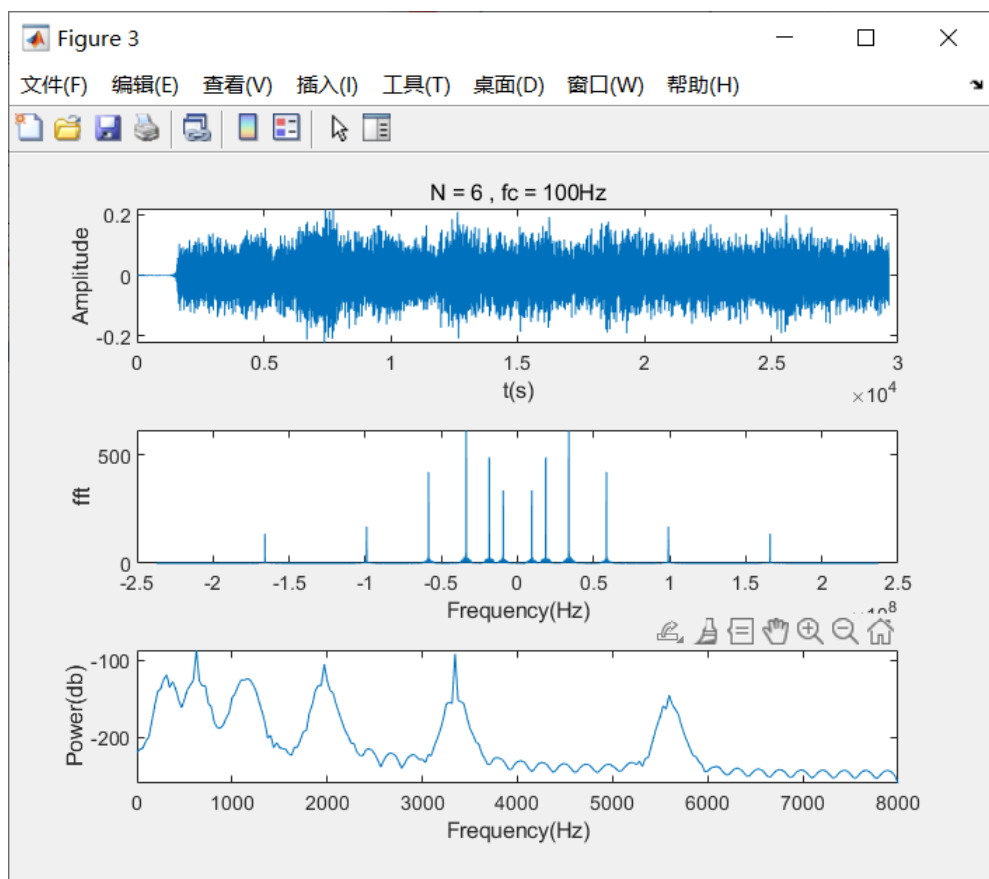 Figure 3
文件(F) 编辑(E) 查看(V) 插入(I) 工具(T) 桌面(D) 窗口(W) 帮助(H)
N = 6 , fc = 100Hz
Amplitude
0.2
0
-0.2
0 0.5 1 1.5 2 2.5 3
t(s)
×10^4
fft
500
0
-2.5 -2 -1.5 -1 -0.5 0 0.5 1 1.5 2 2.5
Frequency(Hz)
×10^8
Power(db)
-100
-200
0 1000 2000 3000 4000 5000 6000 7000 8000
Frequency(Hz)